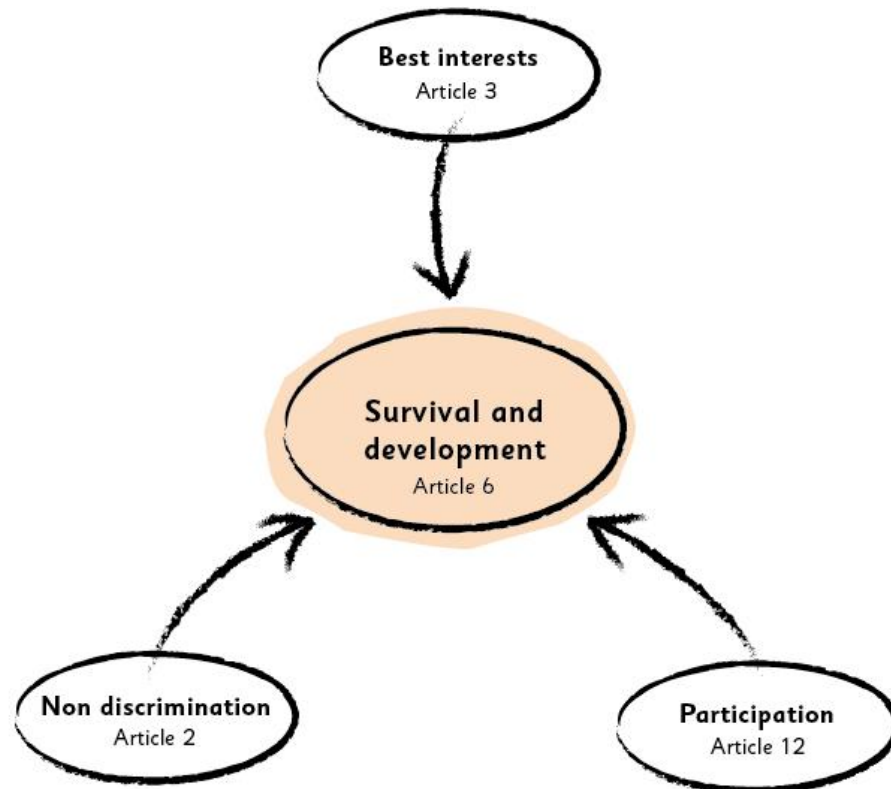 Best interests
Article 3
Survival and
development
Article 6
Non discrimination
Article 2
Participation
Article 12